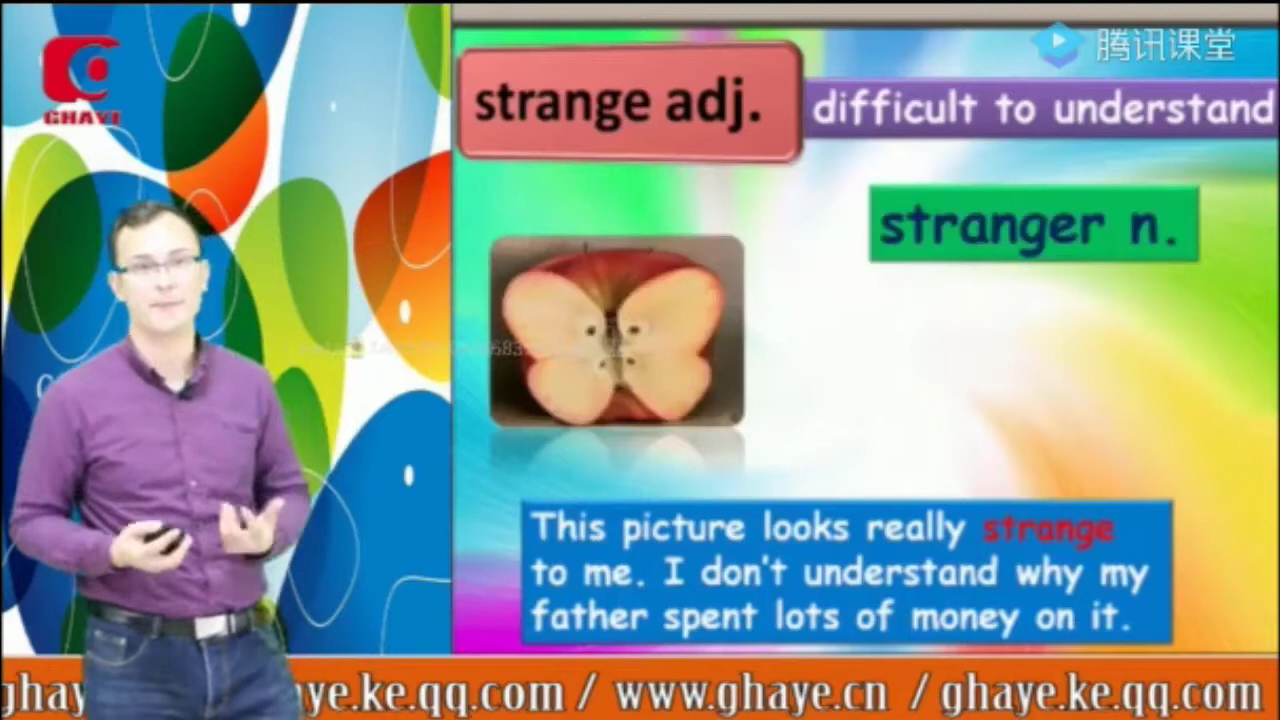 GHAYE
腾讯课堂
strange adj.
difficult to understand
stranger n.
This picture looks really strange
to me. I don't understand why my
father spent lots of money on it.
ghay
aye.ke.qq.com / www.ghaye.cn / ghaye.ke.qq.com